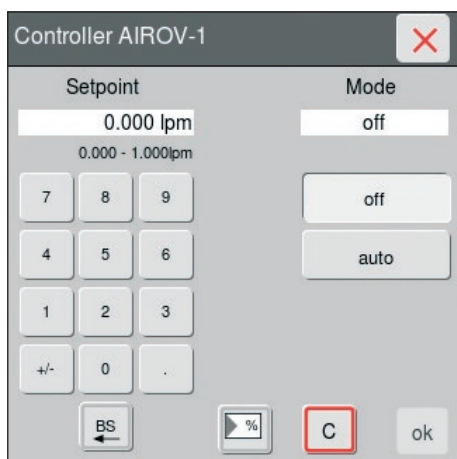 Controller AIROV-1
Setpoint
Mode
0.000 lpm
off
0.000 - 1.000lpm
7 8 9
off
4 5 6
auto
1 2 3
+/- 0 .
BS
%
C
ok